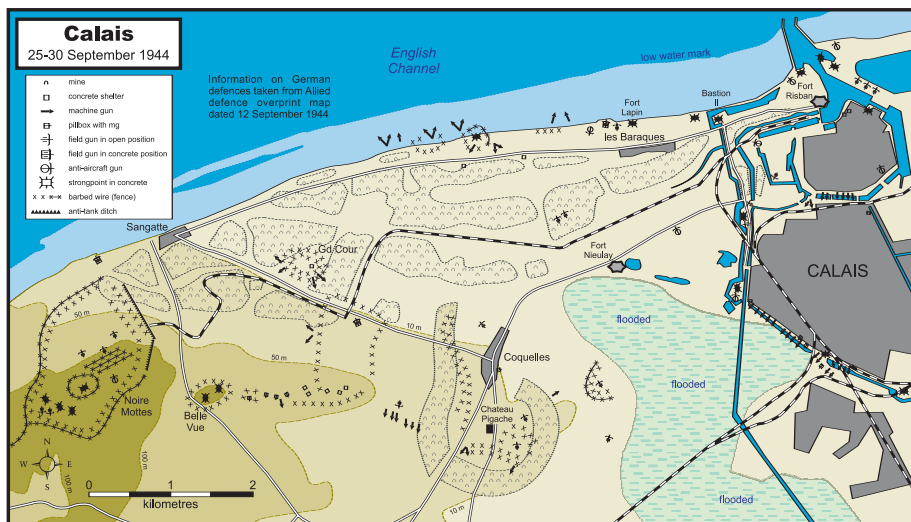 Calais
25-30 September 1944
mine
concrete shelter
machine gun
pillbox with mg
field gun in open position
field gun in concrete position
anti-aircraft gun
strongpoint in concrete
barbed wire (fence)
anti-tank ditch
Information on German
defences taken from Allied
defence overprint map
dated 12 September 1944
English
Channel
low water mark
Fort
Risban
Bastion
II
Fort
Lapin
les Baraques
Sangatte
Gd Cour
Fort
Nieulay
CALAIS
50 m
flooded
10 m
50 m
Coquelles
flooded
Noire
Mottes
Belle
Vue
Chateau
Pigache
N
W
E
S
100 m
100 m
0
1
2
kilometres
10 m
flooded